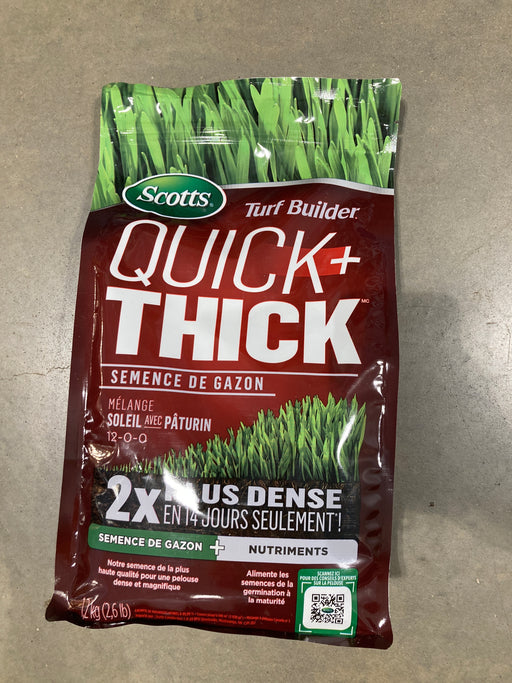 Scotts®
Turf Builder®
QUICK+
THICK MC
SEMENCE DE GAZON
MÉLANGE
SOLEIL AVEC PÂTURIN
12-0-0
2x PLUS DENSE
EN 14 JOURS SEULEMENT¹!
SEMENCE DE GAZON + NUTRIMENTS
Notre semence de la plus
haute qualité pour une pelouse
dense et magnifique
Alimente les
semences de la
germination à
la maturité
SCANNEZ ICI
POUR DES CONSEILS D'EXPERTS
SUR LA PELOUSE
1,2 kg (2,6 lb)